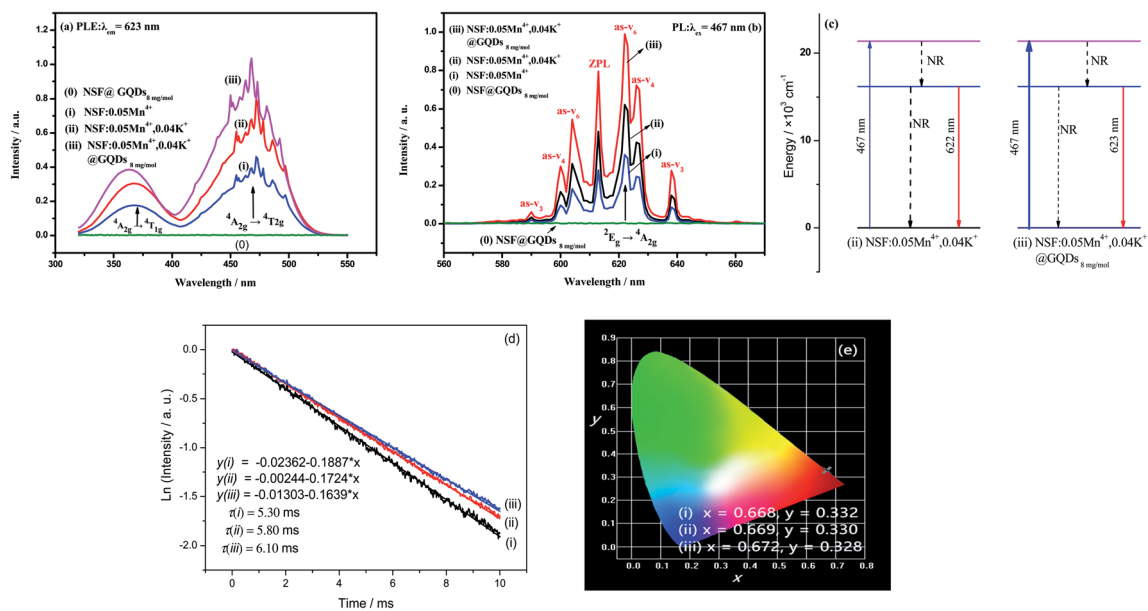 (a) PLE:λem = 623 nm
(0) NSF@ GQDs8 mg/mol
(i) NSF:0.05Mn4+
(ii) NSF:0.05Mn4+,0.04K+
(iii) NSF:0.05Mn4+,0.04K+
@GQDs8 mg/mol
(iii)
(ii)
(i)
4A2g→4T1g
4A2g→4T2g
(0)
Intensity / a. u.
1.2
1.0
0.8
0.6
0.4
0.2
0.0
300 350 400 450 500 550
Wavelength / nm
(iii) NSF:0.05Mn4+,0.04K+
@GQDs8 mg/mol
(ii) NSF:0.05Mn4+,0.04K+
(i) NSF:0.05Mn4+
(0) NSF@GQDs8 mg/mol
PL:λex= 467 nm (b)
as-v6
(iii)
ZPL
as-v4
as-v6
(ii)
as-v4
(i)
as-v3
as-v3
(0) NSF@GQDs8 mg/mol
2Eg→4A2g
Intensity / a.u.
1.0
0.8
0.6
0.4
0.2
0.0
560 580 600 620 640 660
Wavelength / nm
(c)
Energy / ×10³ cm-1
20
10
0
467 nm
NR
NR
622 nm
467 nm
NR
NR
623 nm
(ii) NSF:0.05Mn4+,0.04K+
(iii) NSF:0.05Mn4+,0.04K+
@GQDs8 mg/mol
(d)
Ln (Intensity / a. u.)
0.0
-0.5
-1.0
-1.5
-2.0
y(i) = -0.02362-0.1887*x
y(ii) = -0.00244-0.1724*x
y(iii) = -0.01303-0.1639*x
τ(i) = 5.30 ms
τ(ii) = 5.80 ms
τ(iii) = 6.10 ms
(iii)
(ii)
(i)
0 2 4 6 8 10
Time / ms
(e)
y
0.9
0.8
0.7
0.6
0.5
0.4
0.3
0.2
0.1
0.0
(i) x = 0.668, y = 0.332
(ii) x = 0.669, y = 0.330
(iii) x = 0.672, y = 0.328
0.0 0.1 0.2 0.3 0.4 0.5 0.6 0.7 0.8
x